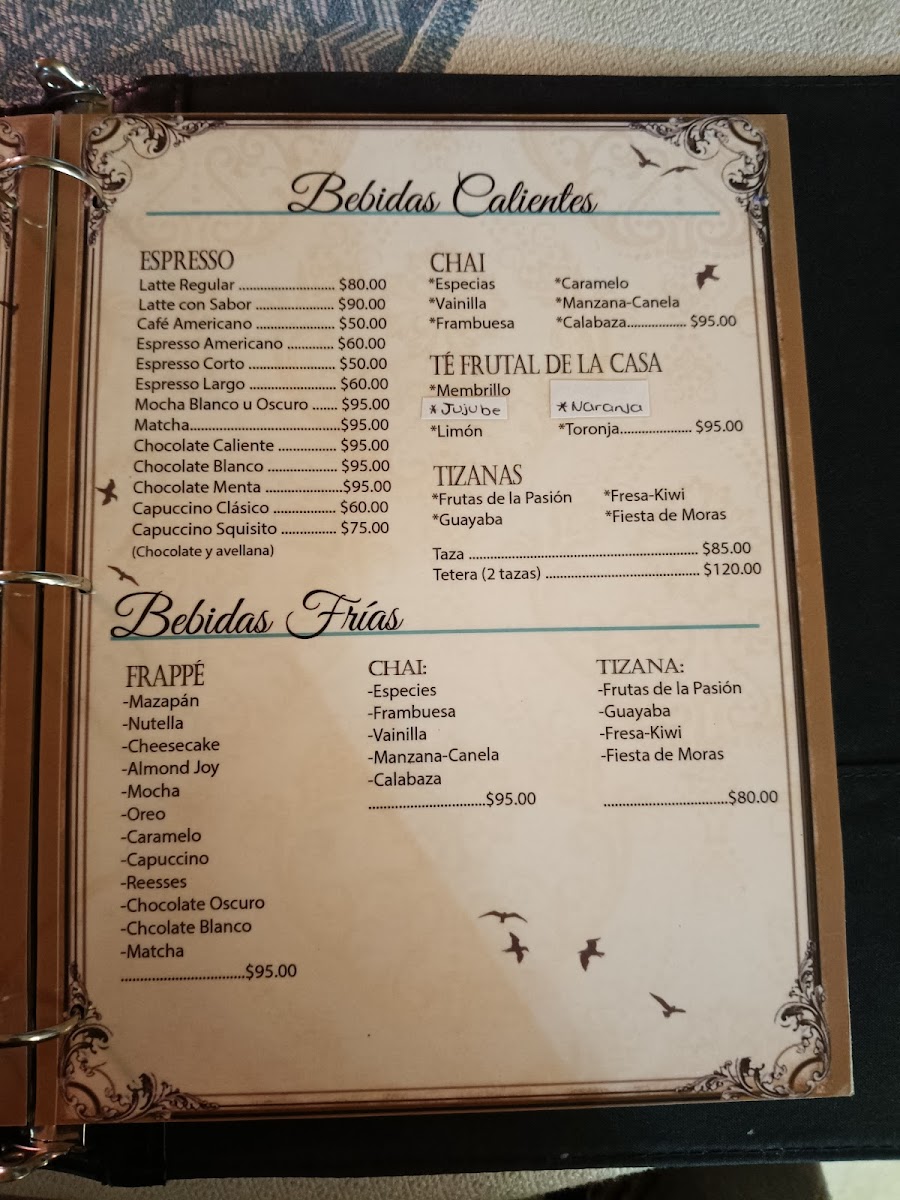 Bebidas Calientes
ESPRESSO
Latte Regular ........................... $80.00
Latte con Sabor ...................... $90.00
Café Americano ...................... $50.00
Espresso Americano ............. $60.00
Espresso Corto ........................ $50.00
Espresso Largo ........................ $60.00
Mocha Blanco u Oscuro ....... $95.00
Matcha..........................................$95.00
Chocolate Caliente ................ $95.00
Chocolate Blanco ................... $95.00
Chocolate Menta ......................$95.00
Capuccino Clásico .................. $60.00
Capuccino Squisito ................ $75.00
(Chocolate y avellana)
CHAI
*Especias *Caramelo
*Vainilla *Manzana-Canela
*Frambuesa *Calabaza................. $95.00
TÉ FRUTAL DE LA CASA
*Membrillo
*Jujube *Naranja
*Limón *Toronja.................... $95.00
TIZANAS
*Frutas de la Pasión *Fresa-Kiwi
*Guayaba *Fiesta de Moras
Taza ................................................................ $85.00
Tetera (2 tazas) ........................................... $120.00
Bebidas Frías
FRAPPÉ
-Mazapán
-Nutella
-Cheesecake
-Almond Joy
-Mocha
-Oreo
-Caramelo
-Capuccino
-Reesses
-Chocolate Oscuro
-Chcolate Blanco
-Matcha
................................$95.00
CHAI:
-Especies
-Frambuesa
-Vainilla
-Manzana-Canela
-Calabaza
...............................$95.00
TIZANA:
-Frutas de la Pasión
-Guayaba
-Fresa-Kiwi
-Fiesta de Moras
.................................$80.00